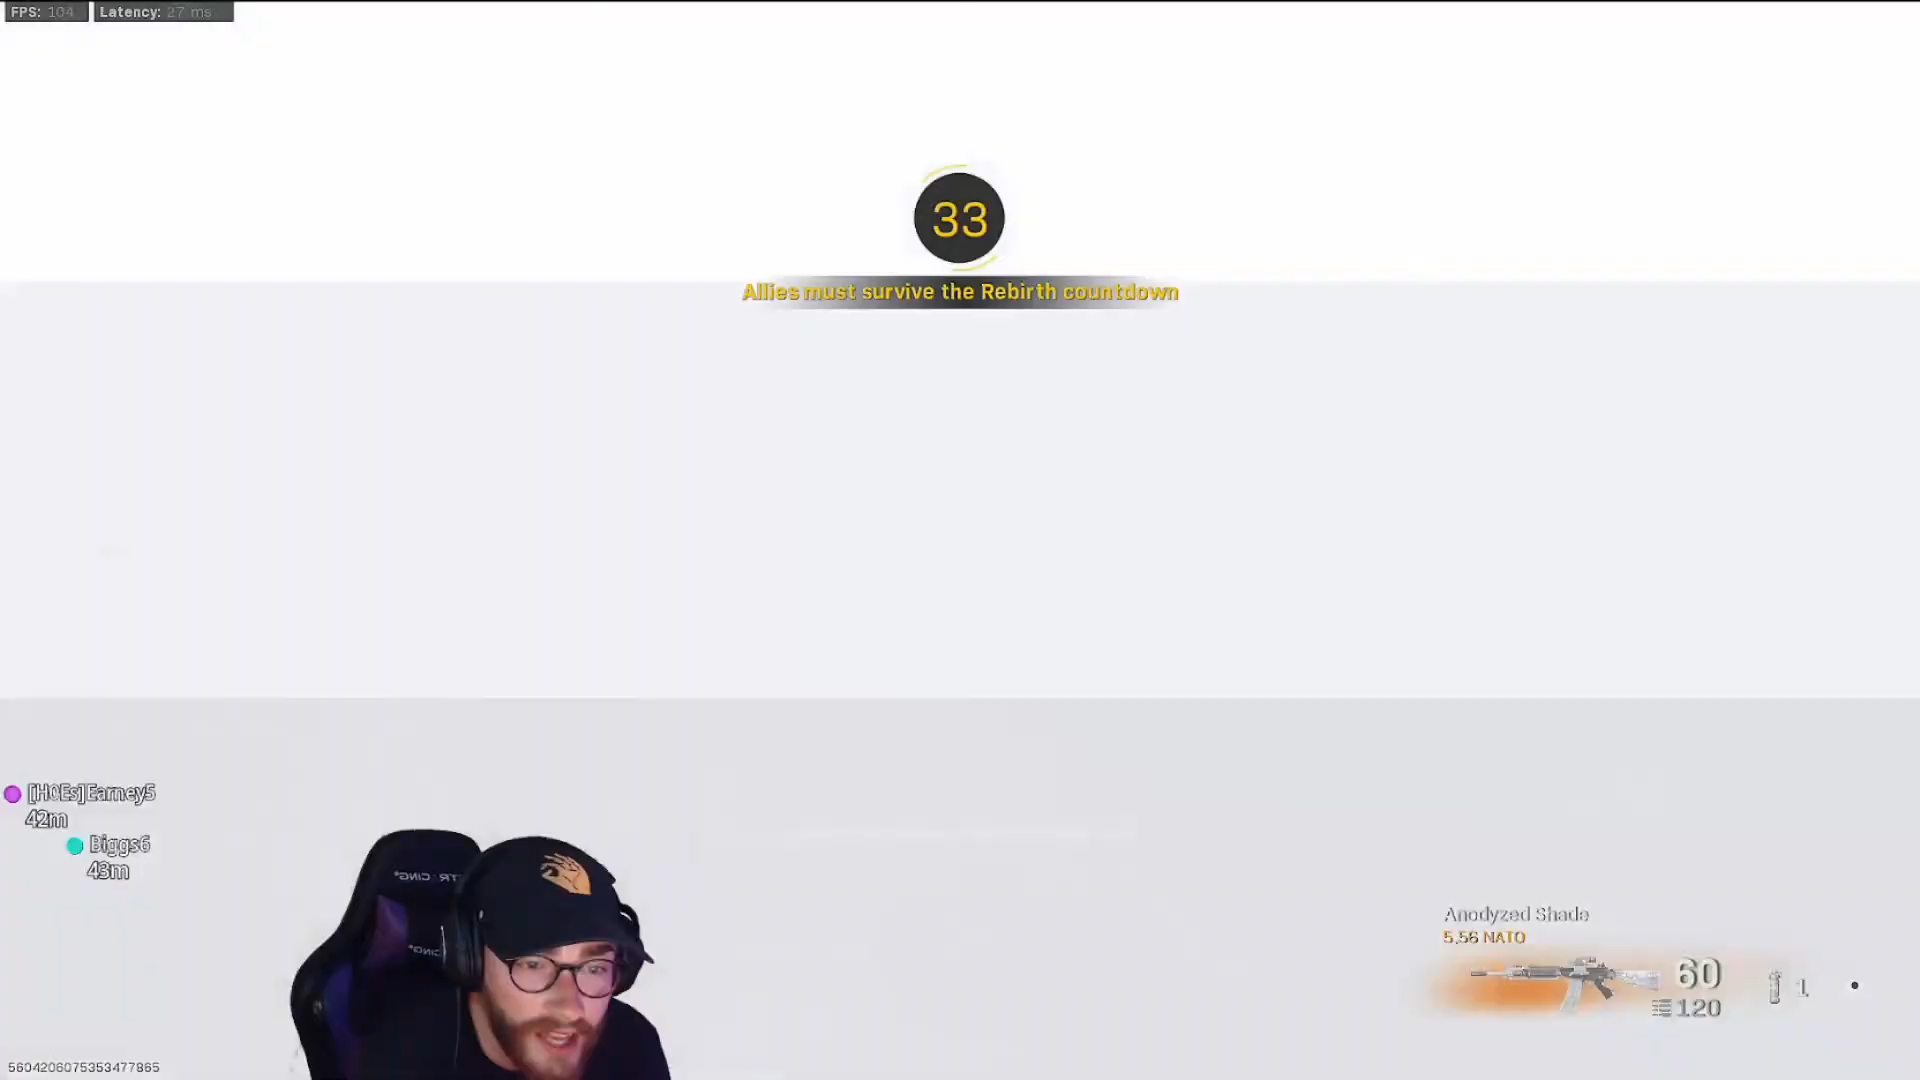 FPS: 104 Latency: 27 ms
33
Allies must survive the Rebirth countdown
[H0Es]Earney5
42m
Biggs6
43m
Anodyzed Shade
5.56 NATO
60
120
1
5604206075353477865